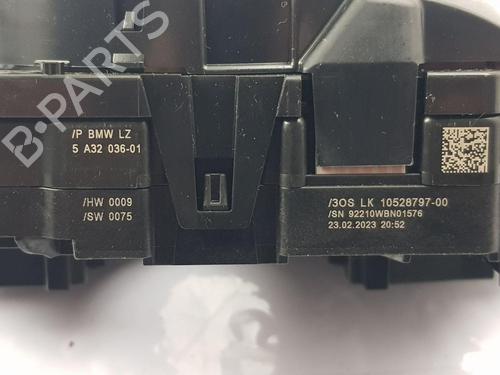 B-PARTS
/P BMW LZ
5 A32 036-01
/HW 0009
/SW 0075
/3OS LK 10528797-00
/SN 92210WBN01576
23.02.2023 20:52